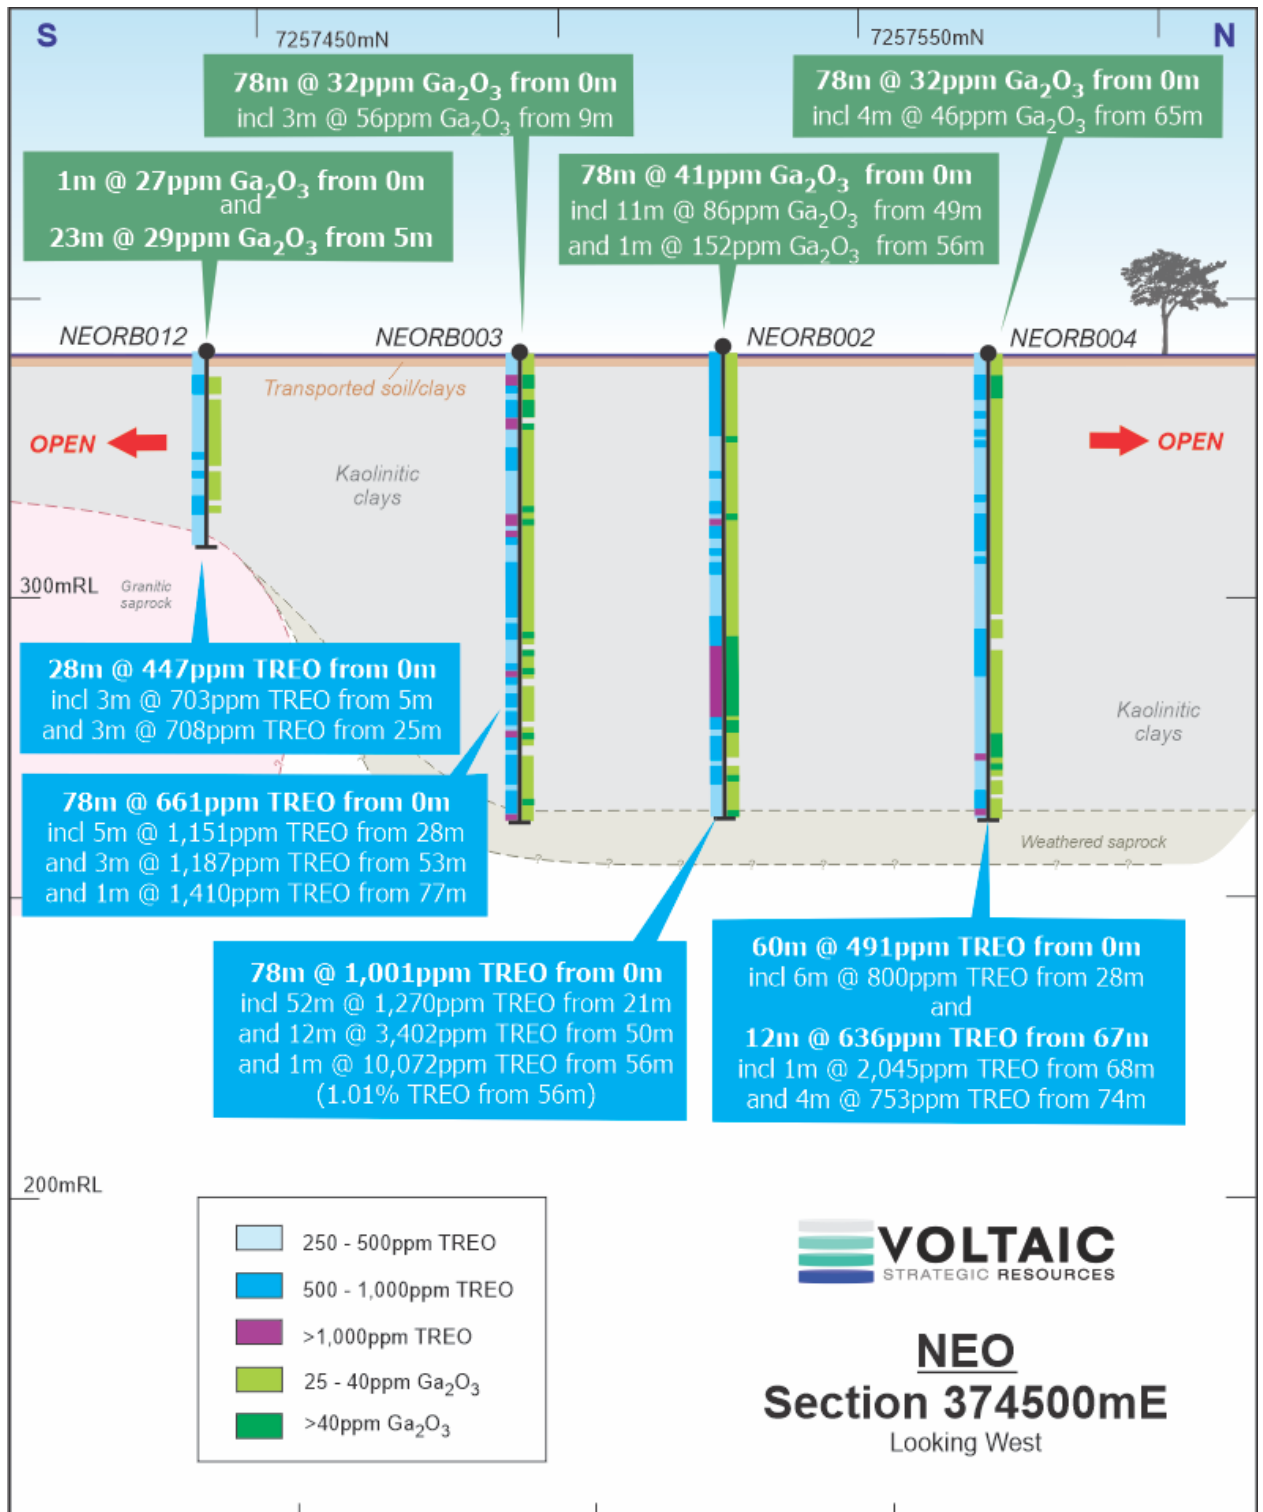 S
7257450mN
7257550mN
N
78m @ 32ppm Ga₂O₃ from 0m
incl 3m @ 56ppm Ga₂O₃ from 9m
78m @ 32ppm Ga₂O₃ from 0m
incl 4m @ 46ppm Ga₂O₃ from 65m
1m @ 27ppm Ga₂O₃ from 0m
and
23m @ 29ppm Ga₂O₃ from 5m
78m @ 41ppm Ga₂O₃ from 0m
incl 11m @ 86ppm Ga₂O₃ from 49m
and 1m @ 152ppm Ga₂O₃ from 56m
NEORB012
NEORB003
NEORB002
NEORB004
Transported soil/clays
OPEN
OPEN
Kaolinitic
clays
300mRL
Granitic
saprock
28m @ 447ppm TREO from 0m
incl 3m @ 703ppm TREO from 5m
and 3m @ 708ppm TREO from 25m
Kaolinitic
clays
?
78m @ 661ppm TREO from 0m
incl 5m @ 1,151ppm TREO from 28m
and 3m @ 1,187ppm TREO from 53m
and 1m @ 1,410ppm TREO from 77m
Weathered saprock
? ? ? ? ? ? ? ?
78m @ 1,001ppm TREO from 0m
incl 52m @ 1,270ppm TREO from 21m
and 12m @ 3,402ppm TREO from 50m
and 1m @ 10,072ppm TREO from 56m
(1.01% TREO from 56m)
60m @ 491ppm TREO from 0m
incl 6m @ 800ppm TREO from 28m
and
12m @ 636ppm TREO from 67m
incl 1m @ 2,045ppm TREO from 68m
and 4m @ 753ppm TREO from 74m
200mRL
250 - 500ppm TREO
500 - 1,000ppm TREO
>1,000ppm TREO
25 - 40ppm Ga₂O₃
>40ppm Ga₂O₃
VOLTAIC
STRATEGIC RESOURCES
NEO
Section 374500mE
Looking West